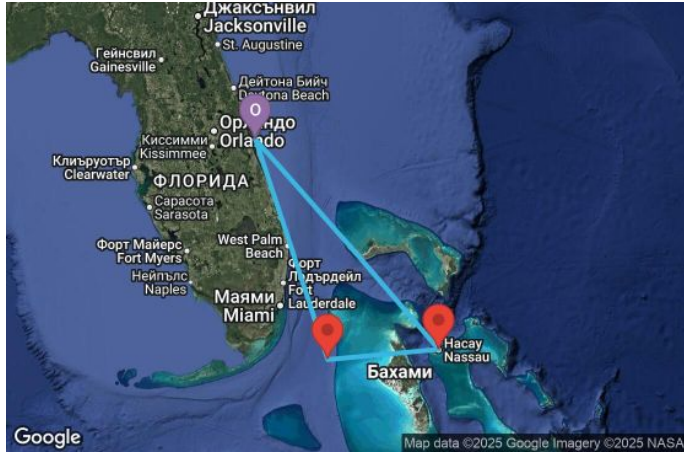 Джаксънвил
Jacksonville
St. Augustine
Гейнсвил
Gainesville
Дейтона Бийч
Daytona Beach
O
Орландо
Orlando
Киссимми
Kissimmee
Клиъруотър
Clearwater
ФЛОРИДА
Сарасота
Sarasota
Форт Майерс
Fort Myers
West Palm
Beach
Нейпълс
Naples
Форт
Лодърдейл
Fort
Lauderdale
Маями
Miami
Насау
Nassau
Бахами
Google
Map data ©2025 Google Imagery ©2025 NASA